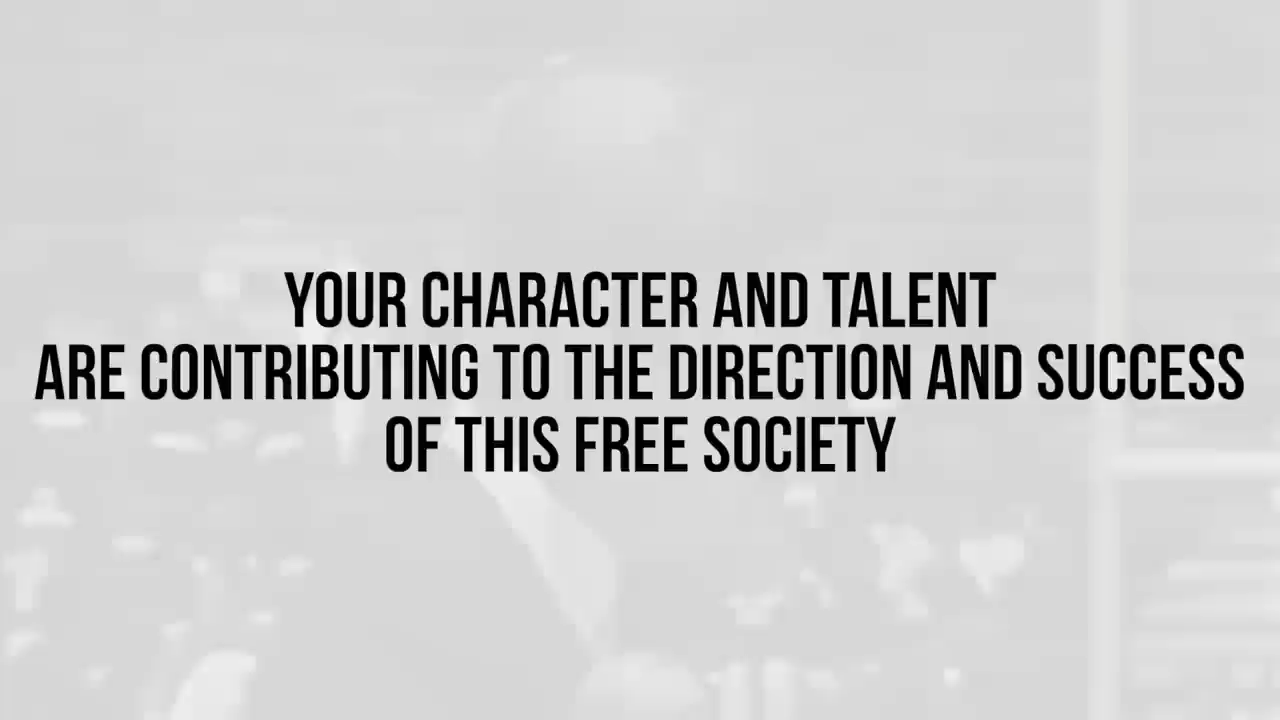 YOUR CHARACTER AND TALENT
ARE CONTRIBUTING TO THE DIRECTION AND SUCCESS
OF THIS FREE SOCIETY